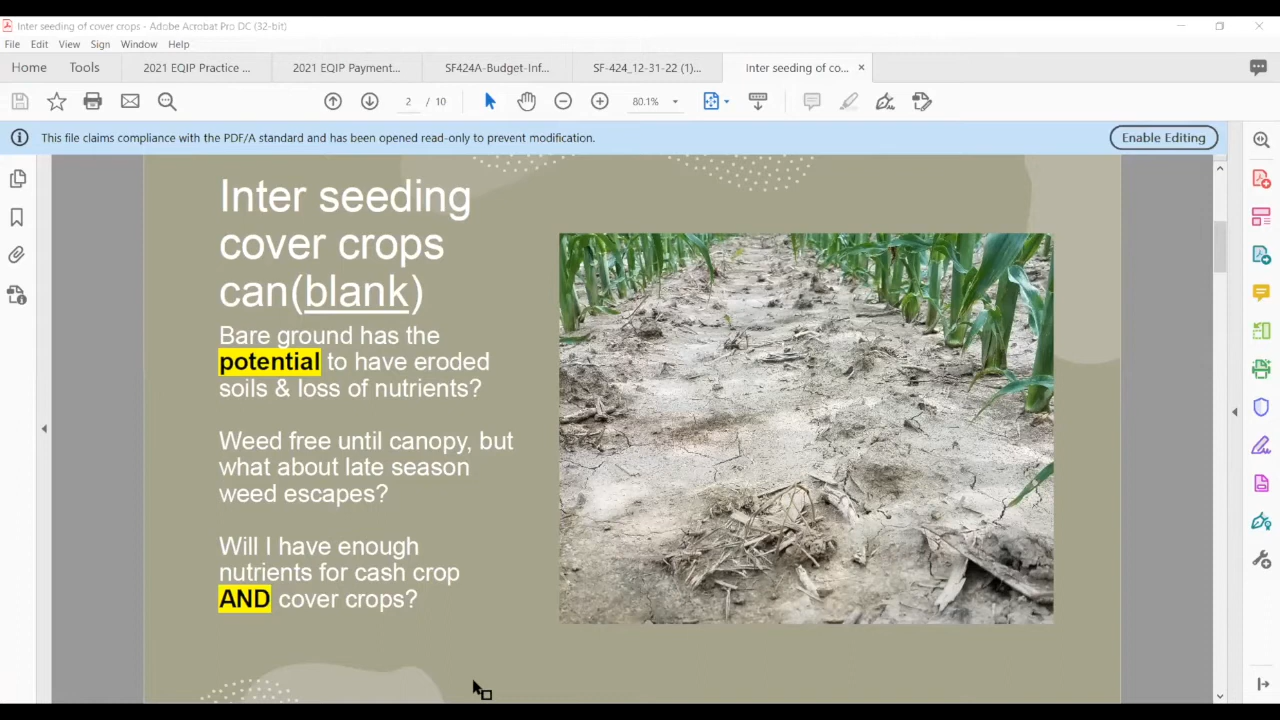 Inter seeding of cover crops - Adobe Acrobat Pro DC (32-bit)
File Edit View Sign Window Help
Home Tools 2021 EQIP Practice ... 2021 EQIP Payment... SF424A-Budget-Inf... SF-424_12-31-22 (1)... Inter seeding of co... ×
2 / 10 80.1%
This file claims compliance with the PDF/A standard and has been opened read-only to prevent modification. Enable Editing
Inter seeding
cover crops
can(blank)
Bare ground has the
potential to have eroded
soils & loss of nutrients?
Weed free until canopy, but
what about late season
weed escapes?
Will I have enough
nutrients for cash crop
AND cover crops?